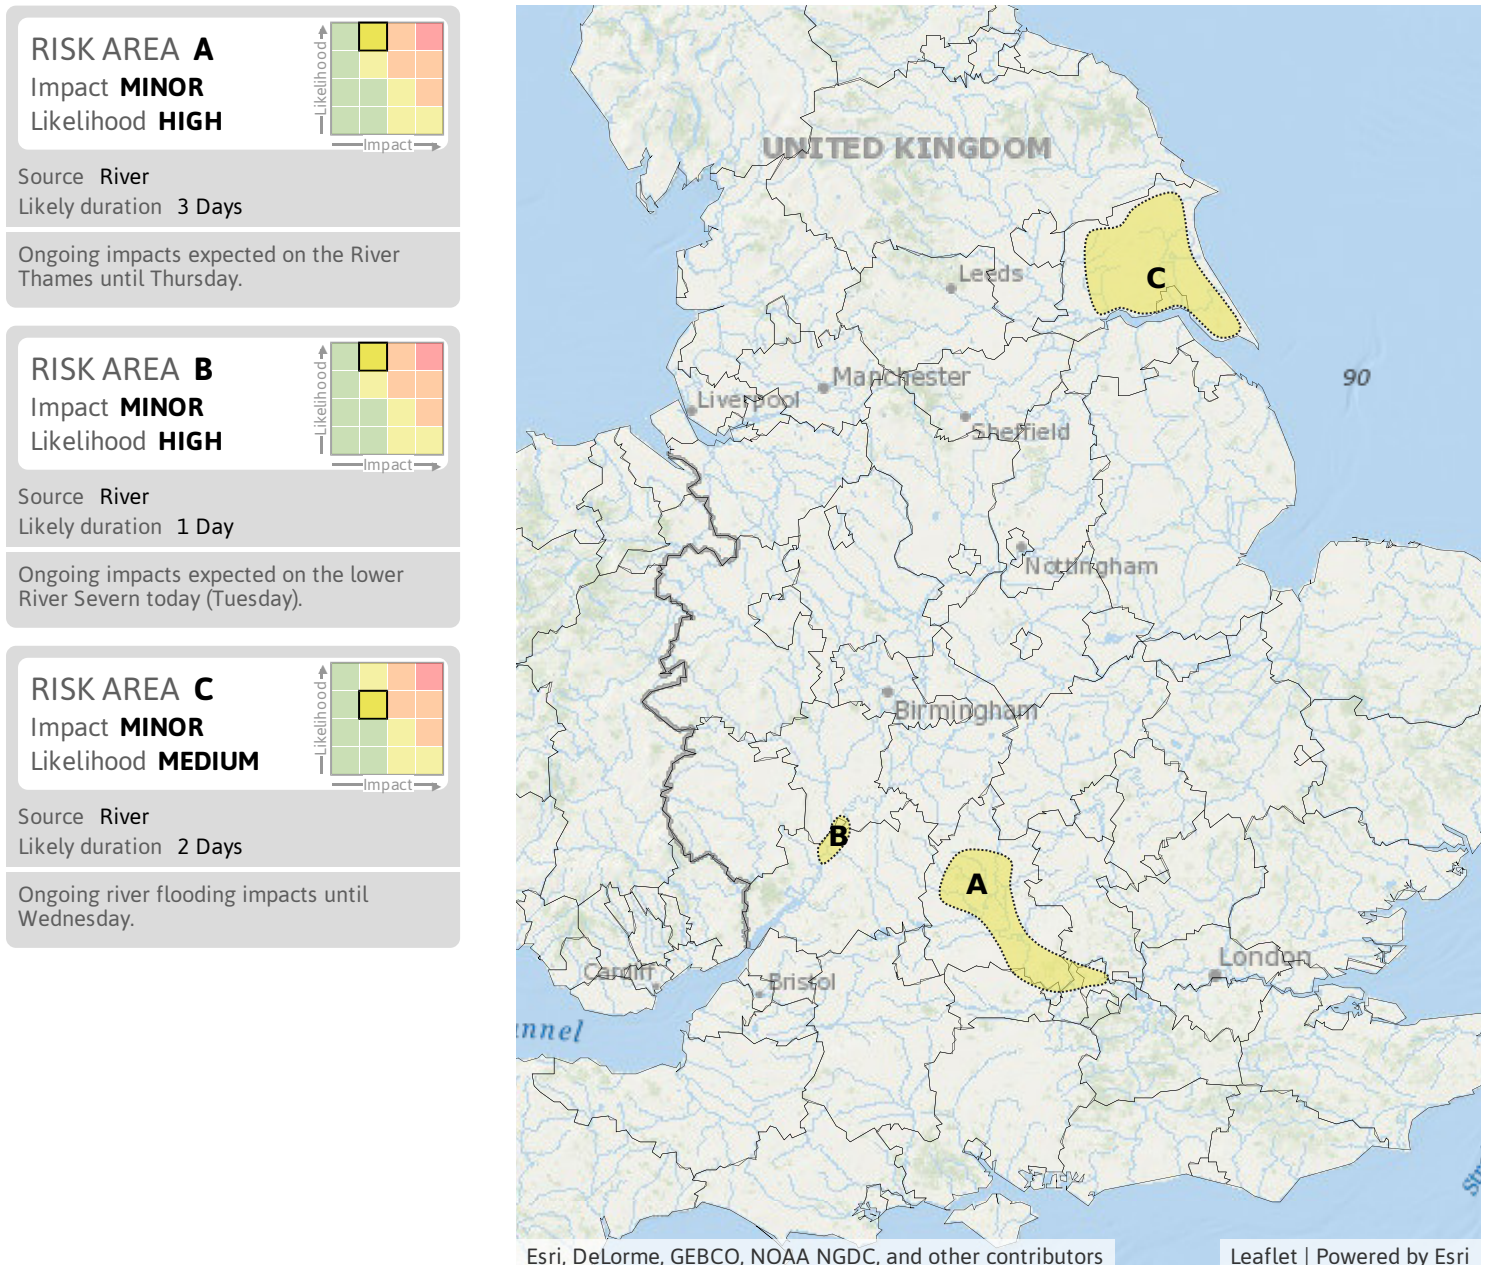 RISK AREA A
Impact MINOR
Likelihood HIGH
Likelihood
Impact
Source River
Likely duration 3 Days
Ongoing impacts expected on the River
Thames until Thursday.
RISK AREA B
Impact MINOR
Likelihood HIGH
Likelihood
Impact
Source River
Likely duration 1 Day
Ongoing impacts expected on the lower
River Severn today (Tuesday).
RISK AREA C
Impact MINOR
Likelihood MEDIUM
Likelihood
Impact
Source River
Likely duration 2 Days
Ongoing river flooding impacts until
Wednesday.
UNITED KINGDOM
Leeds
C
90
Manchester
Liverpool
Sheffield
Nottingham
Birmingham
B
A
London
Cardiff
Bristol
annel
Esri, DeLorme, GEBCO, NOAA NGDC, and other contributors
Leaflet | Powered by Esri